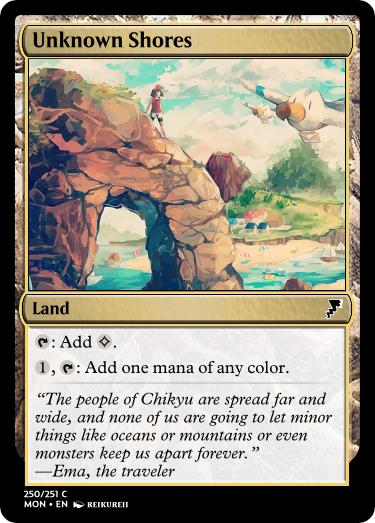 Unknown Shores
Land
: Add .
1, : Add one mana of any color.
“The people of Chikyu are spread far and
wide, and none of us are going to let minor
things like oceans or mountains or even
monsters keep us apart forever.”
—Ema, the traveler
250/251 C
MON • EN REIKUREII